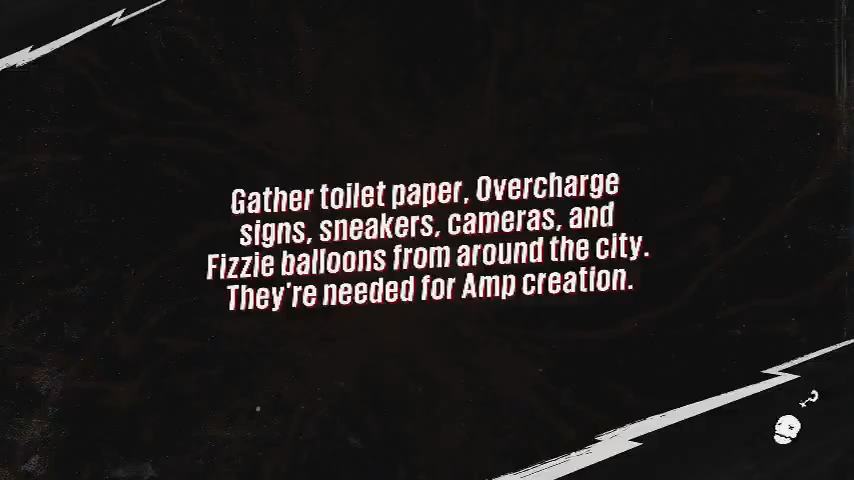 Gather toilet paper, Overcharge
signs, sneakers, cameras, and
Fizzie balloons from around the city.
They're needed for Amp creation.